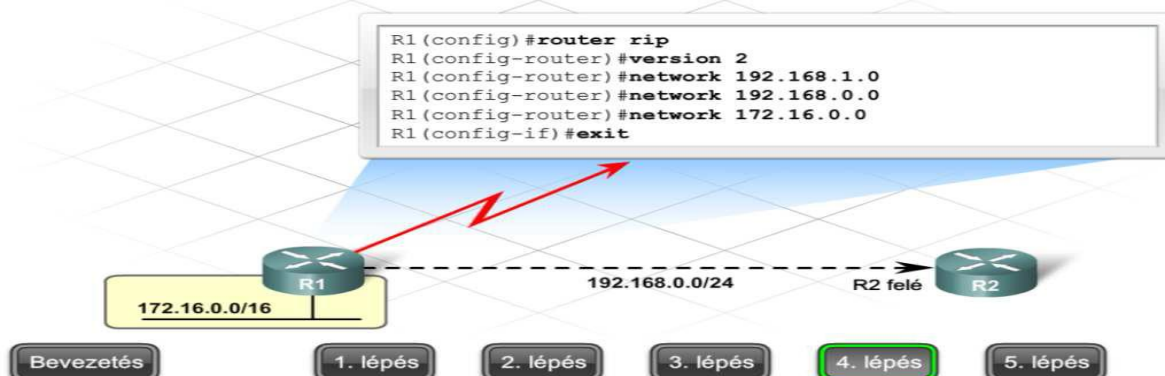 R1(config)#router rip
R1(config-router)#version 2
R1(config-router)#network 192.168.1.0
R1(config-router)#network 192.168.0.0
R1(config-router)#network 172.16.0.0
R1(config-if)#exit
R1
192.168.0.0/24
R2 felé
R2
172.16.0.0/16
Bevezetés
1. lépés
2. lépés
3. lépés
4. lépés
5. lépés